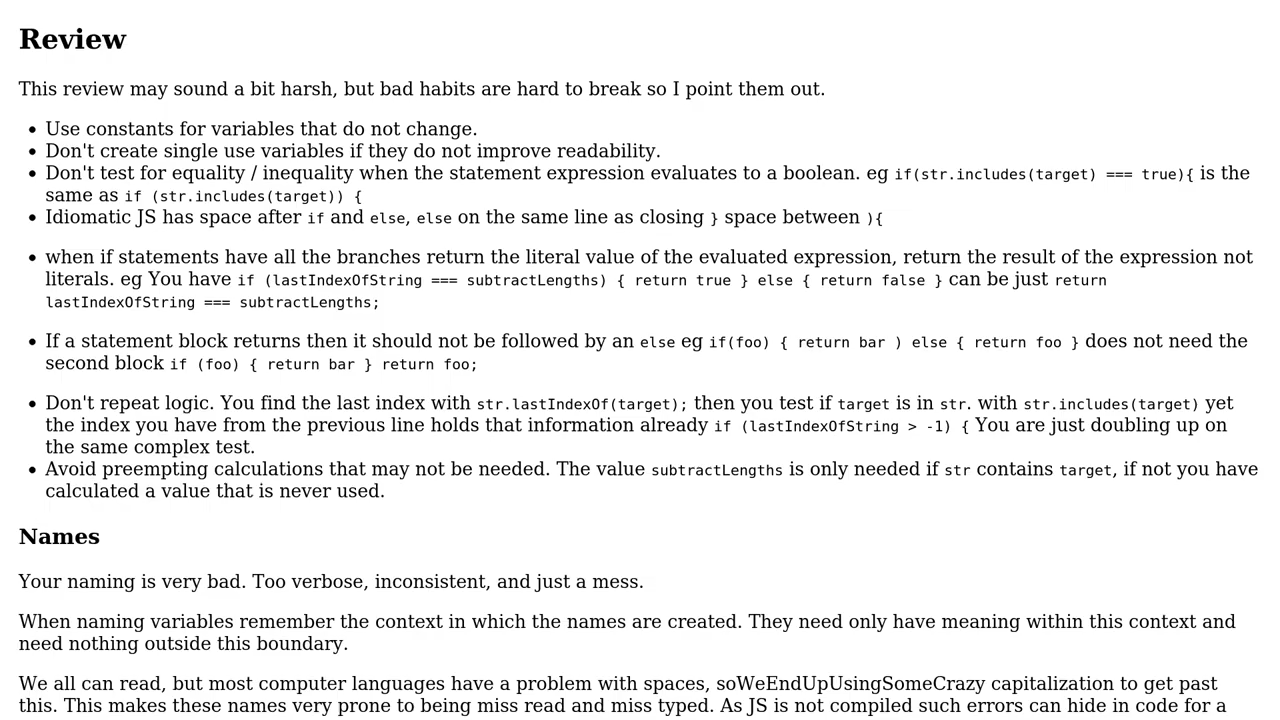 Review
This review may sound a bit harsh, but bad habits are hard to break so I point them out.
• Use constants for variables that do not change.
• Don't create single use variables if they do not improve readability.
• Don't test for equality / inequality when the statement expression evaluates to a boolean. eg if(str.includes(target) === true){ is the
same as if (str.includes(target)) {
• Idiomatic JS has space after if and else, else on the same line as closing } space between ){
• when if statements have all the branches return the literal value of the evaluated expression, return the result of the expression not
literals. eg You have if (lastIndexOfString === subtractLengths) { return true } else { return false } can be just return
lastIndexOfString === subtractLengths;
• If a statement block returns then it should not be followed by an else eg if(foo) { return bar ) else { return foo } does not need the
second block if (foo) { return bar } return foo;
• Don't repeat logic. You find the last index with str.lastIndexOf(target); then you test if target is in str. with str.includes(target) yet
the index you have from the previous line holds that information already if (lastIndexOfString > -1) { You are just doubling up on
the same complex test.
• Avoid preempting calculations that may not be needed. The value subtractLengths is only needed if str contains target, if not you have
calculated a value that is never used.
Names
Your naming is very bad. Too verbose, inconsistent, and just a mess.
When naming variables remember the context in which the names are created. They need only have meaning within this context and
need nothing outside this boundary.
We all can read, but most computer languages have a problem with spaces, soWeEndUpUsingSomeCrazy capitalization to get past
this. This makes these names very prone to being miss read and miss typed. As JS is not compiled such errors can hide in code for a